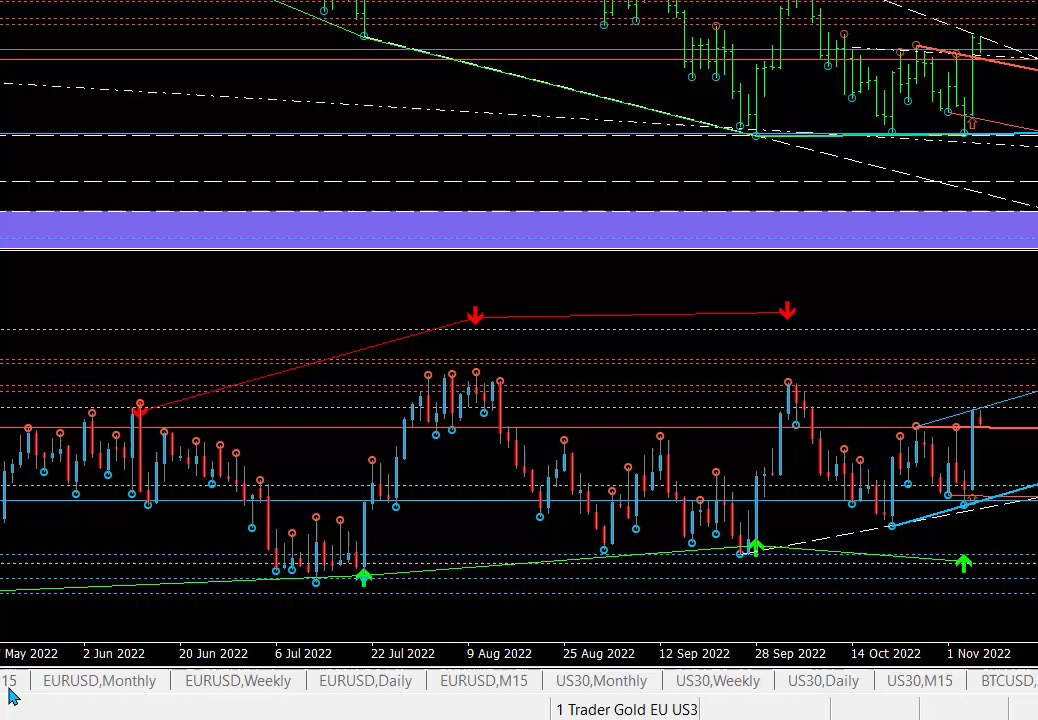 May 2022 2 Jun 2022 20 Jun 2022 6 Jul 2022 22 Jul 2022 9 Aug 2022 25 Aug 2022 12 Sep 2022 28 Sep 2022 14 Oct 2022 1 Nov 2022
15 EURUSD,Monthly EURUSD,Weekly EURUSD,Daily EURUSD,M15 US30,Monthly US30,Weekly US30,Daily US30,M15 BTCUSD,
1 Trader Gold EU US3